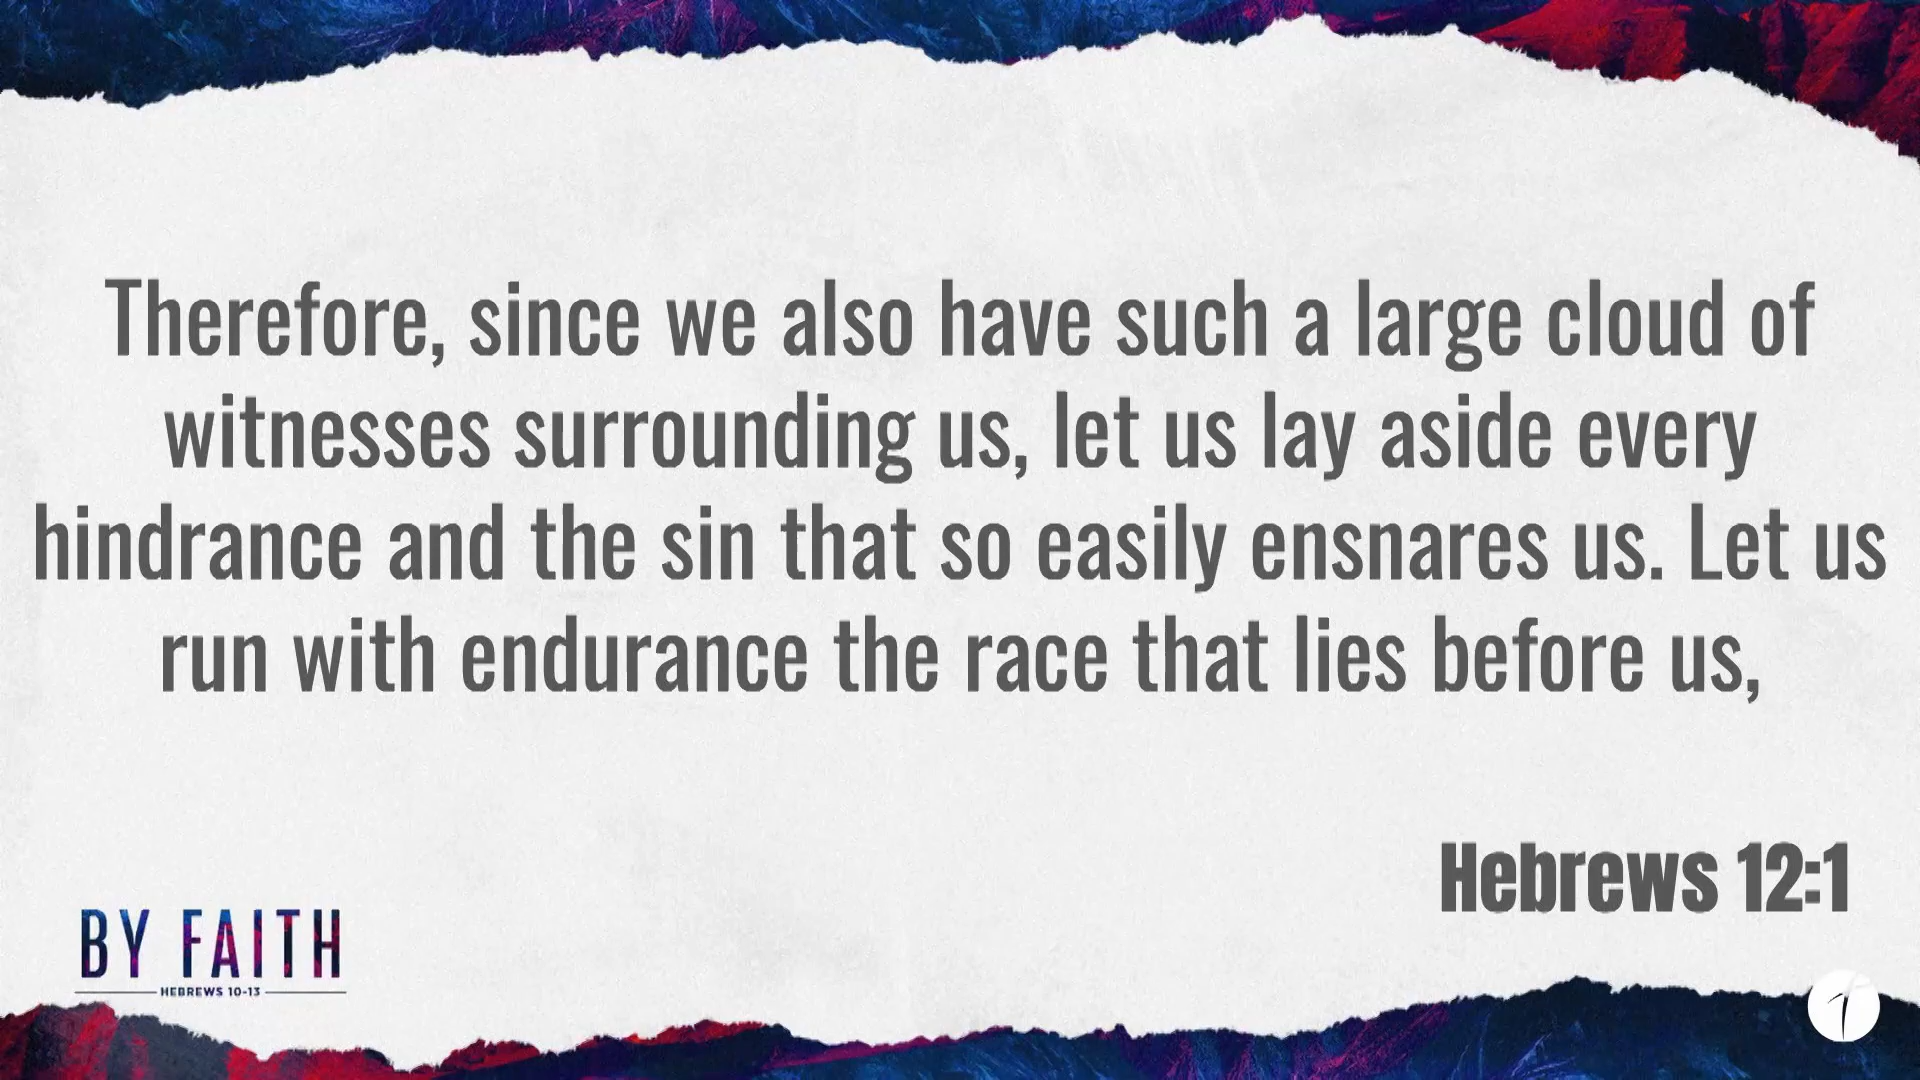 Therefore, since we also have such a large cloud of
witnesses surrounding us, let us lay aside every
hindrance and the sin that so easily ensnares us. Let us
run with endurance the race that lies before us,
Hebrews 12:1
BY FAITH
HEBREWS 10-13